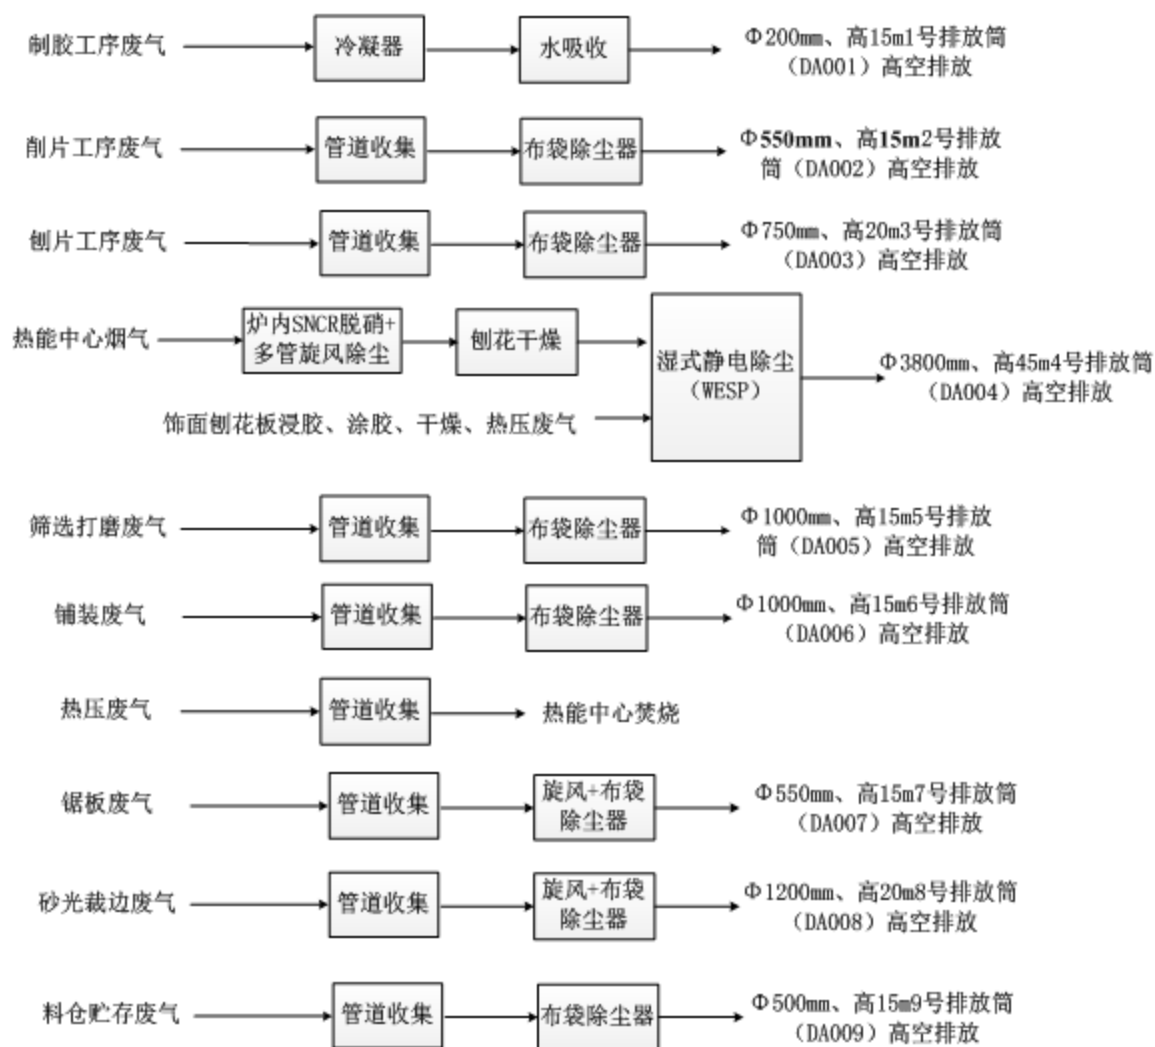 制胶工序废气
冷凝器
水吸收
Φ200mm、高15m1号排放筒
（DA001）高空排放
削片工序废气
管道收集
布袋除尘器
Φ550mm、高15m2号排放
筒（DA002）高空排放
刨片工序废气
管道收集
布袋除尘器
Φ750mm、高20m3号排放筒
（DA003）高空排放
热能中心烟气
炉内SNCR脱硝+
多管旋风除尘
刨花干燥
湿式静电除尘
（WESP）
Φ3800mm、高45m4号排放筒
（DA004）高空排放
饰面刨花板浸胶、涂胶、干燥、热压废气
筛选打磨废气
管道收集
布袋除尘器
Φ1000mm、高15m5号排放
筒（DA005）高空排放
铺装废气
管道收集
布袋除尘器
Φ1000mm、高15m6号排放筒
（DA006）高空排放
热压废气
管道收集
热能中心焚烧
锯板废气
管道收集
旋风+布袋
除尘器
Φ550mm、高15m7号排放筒
（DA007）高空排放
砂光裁边废气
管道收集
旋风+布袋
除尘器
Φ1200mm、高20m8号排放筒
（DA008）高空排放
料仓贮存废气
管道收集
布袋除尘器
Φ500mm、高15m9号排放筒
（DA009）高空排放